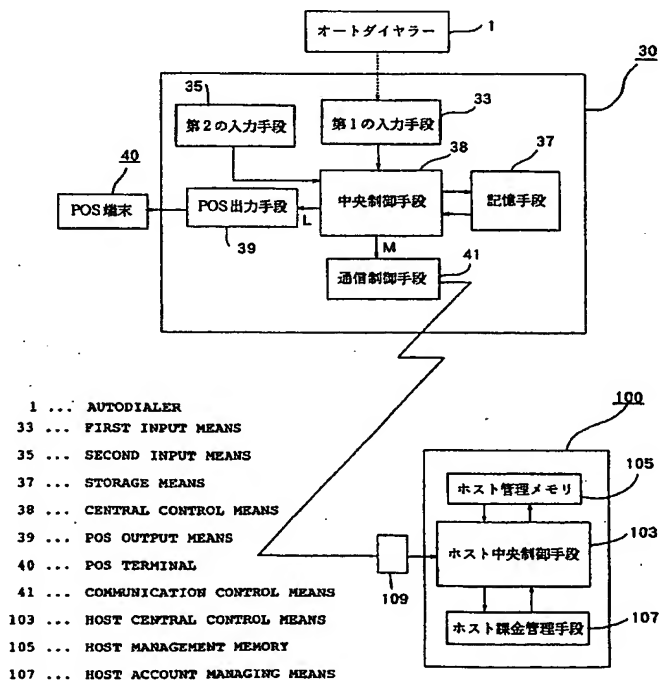 オートダイヤラー
1
30
35
33
第2の入力手段
第1の入力手段
38
37
40
POS端末
POS出力手段
中央制御手段
記憶手段
L
39
M
41
通信制御手段
1 ... AUTODIALER
33 ... FIRST INPUT MEANS
35 ... SECOND INPUT MEANS
37 ... STORAGE MEANS
38 ... CENTRAL CONTROL MEANS
39 ... POS OUTPUT MEANS
40 ... POS TERMINAL
41 ... COMMUNICATION CONTROL MEANS
103 ... HOST CENTRAL CONTROL MEANS
105 ... HOST MANAGEMENT MEMORY
107 ... HOST ACCOUNT MANAGING MEANS
100
105
ホスト管理メモリ
103
ホスト中央制御手段
109
107
ホスト課金管理手段